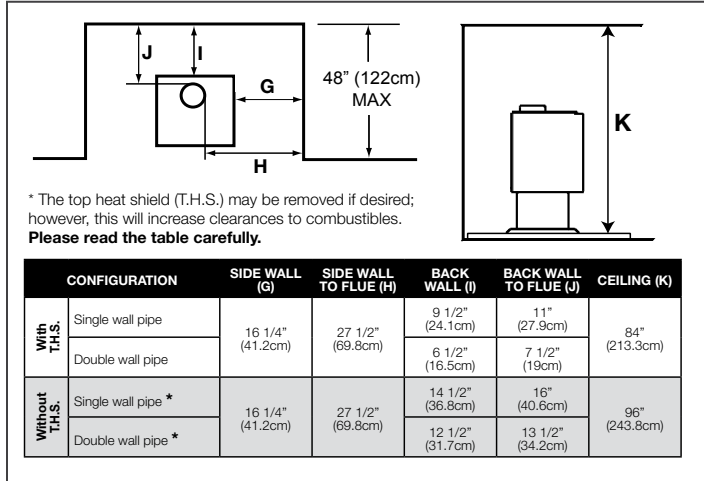 J
I
G
H
48” (122cm)
MAX
K
* The top heat shield (T.H.S.) may be removed if desired;
however, this will increase clearances to combustibles.
Please read the table carefully.
CONFIGURATION
SIDE WALL
(G)
SIDE WALL
TO FLUE (H)
BACK
WALL (I)
BACK WALL
TO FLUE (J)
CEILING (K)
With
T.H.S.
Single wall pipe
Double wall pipe
16 1/4”
(41.2cm)
27 1/2”
(69.8cm)
9 1/2”
(24.1cm)
11”
(27.9cm)
6 1/2”
(16.5cm)
7 1/2”
(19cm)
84”
(213.3cm)
Without
T.H.S.
Single wall pipe *
Double wall pipe *
16 1/4”
(41.2cm)
27 1/2”
(69.8cm)
14 1/2”
(36.8cm)
16”
(40.6cm)
12 1/2”
(31.7cm)
13 1/2”
(34.2cm)
96”
(243.8cm)